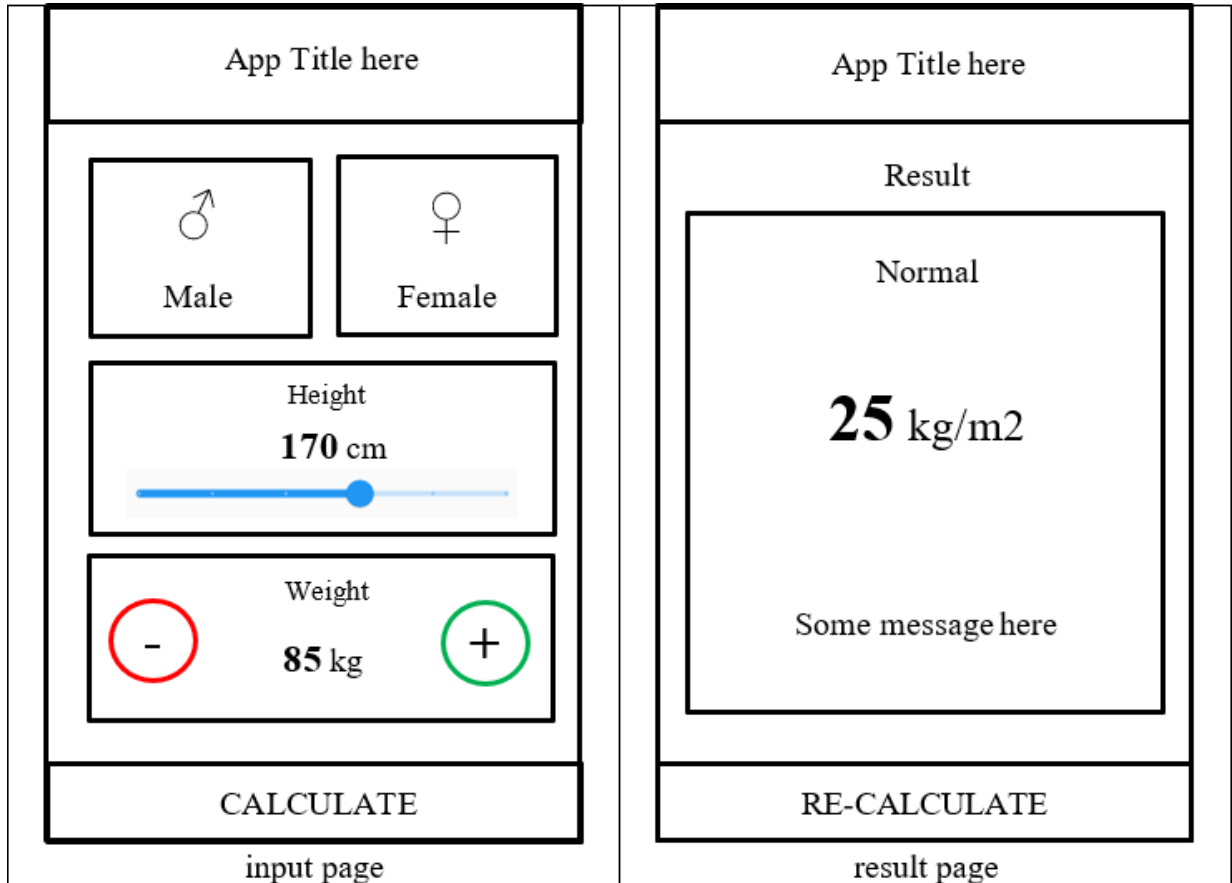 App Title here
♂ ♀
Male Female
Height
170 cm
Weight
- 85 kg +
CALCULATE
input page
App Title here
Result
Normal
25 kg/m2
Some message here
RE-CALCULATE
result page